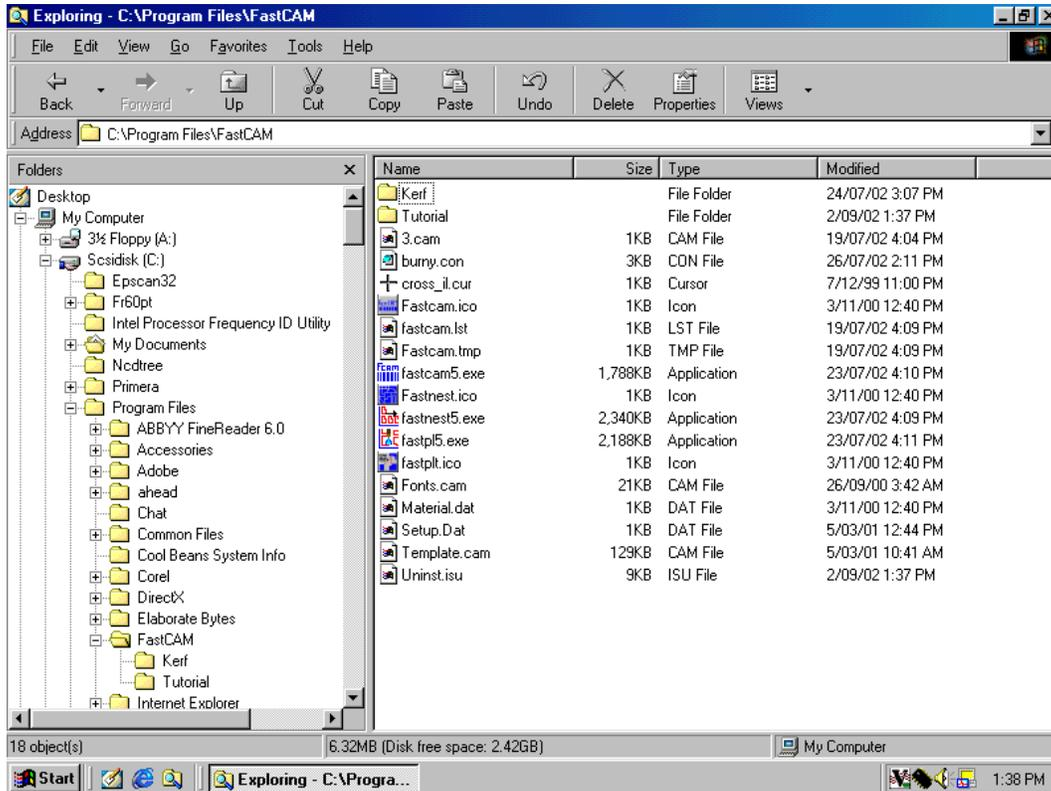 Exploring - C:\Program Files\FastCAM
File Edit View Go Favorites Tools Help
Back Forward Up Cut Copy Paste Undo Delete Properties Views
Address C:\Program Files\FastCAM
Folders
Desktop
My Computer
3½ Floppy (A:)
Scsidisk (C:)
Epscan32
Fr60pt
Intel Processor Frequency ID Utility
My Documents
Ncdtree
Primera
Program Files
ABBYY FineReader 6.0
Accessories
Adobe
ahead
Chat
Common Files
Cool Beans System Info
Corel
DirectX
Elaborate Bytes
FastCAM
Kerf
Tutorial
Internet Explorer
Name Size Type Modified
Kerf File Folder 24/07/02 3:07 PM
Tutorial File Folder 2/09/02 1:37 PM
3.cam 1KB CAM File 19/07/02 4:04 PM
burny.con 3KB CON File 26/07/02 2:11 PM
cross_il.cur 1KB Cursor 7/12/99 11:00 PM
Fastcam.ico 1KB Icon 3/11/00 12:40 PM
fastcam.lst 1KB LST File 19/07/02 4:09 PM
Fastcam.tmp 1KB TMP File 19/07/02 4:09 PM
fastcam5.exe 1,788KB Application 23/07/02 4:10 PM
Fastnest.ico 1KB Icon 3/11/00 12:40 PM
fastnest5.exe 2,340KB Application 23/07/02 4:09 PM
fastpl5.exe 2,188KB Application 23/07/02 4:11 PM
fastplt.ico 1KB Icon 3/11/00 12:40 PM
Fonts.cam 21KB CAM File 26/09/00 3:42 AM
Material.dat 1KB DAT File 3/11/00 12:40 PM
Setup.Dat 1KB DAT File 5/03/01 12:44 PM
Template.cam 129KB CAM File 5/03/01 10:41 AM
Uninst.isu 9KB ISU File 2/09/02 1:37 PM
18 object(s) 6.32MB (Disk free space: 2.42GB) My Computer
Start Exploring - C:\Progra... 1:38 PM